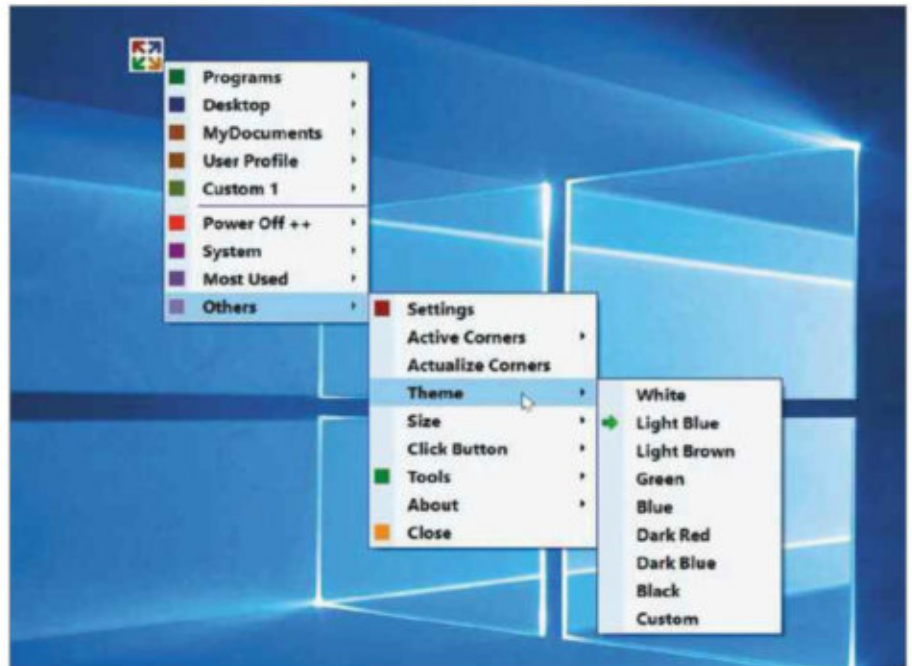 Programs
Desktop
MyDocuments
User Profile
Custom 1
Power Off ++
System
Most Used
Others
Settings
Active Corners
Actualize Corners
Theme
Size
Click Button
Tools
About
Close
White
Light Blue
Light Brown
Green
Blue
Dark Red
Dark Blue
Black
Custom